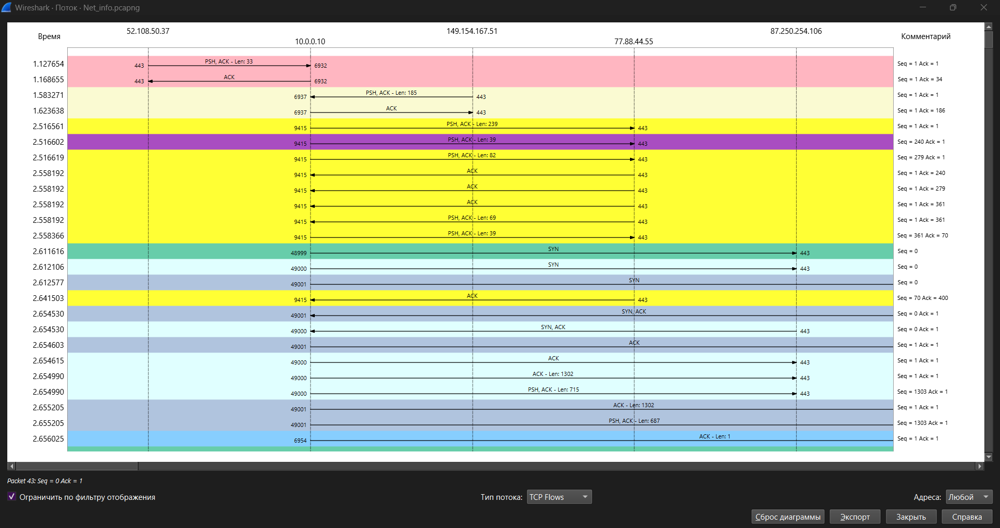 Wireshark · Поток · Net_info.pcapng
52.108.50.37 149.154.167.51 87.250.254.106
Время 10.0.0.10 77.88.44.55 Комментарий
1.127654 443 PSH, ACK - Len: 33 6932 Seq = 1 Ack = 1
1.168655 443 ACK 6932 Seq = 1 Ack = 34
1.583271 6937 PSH, ACK - Len: 185 443 Seq = 1 Ack = 1
1.623638 6937 ACK 443 Seq = 1 Ack = 186
2.516561 9415 PSH, ACK - Len: 239 443 Seq = 1 Ack = 1
2.516602 9415 PSH, ACK - Len: 39 443 Seq = 240 Ack = 1
2.516619 9415 PSH, ACK - Len: 82 443 Seq = 279 Ack = 1
2.558192 9415 ACK 443 Seq = 1 Ack = 240
2.558192 9415 ACK 443 Seq = 1 Ack = 279
2.558192 9415 ACK 443 Seq = 1 Ack = 361
2.558192 9415 PSH, ACK - Len: 69 443 Seq = 1 Ack = 361
2.558366 9415 PSH, ACK - Len: 39 443 Seq = 361 Ack = 70
2.611616 48999 SYN 443 Seq = 0
2.612106 49000 SYN 443 Seq = 0
2.612577 49001 SYN Seq = 0
2.641503 9415 ACK 443 Seq = 70 Ack = 400
2.654530 49001 SYN, ACK Seq = 0 Ack = 1
2.654530 49000 SYN, ACK 443 Seq = 0 Ack = 1
2.654603 49001 ACK Seq = 1 Ack = 1
2.654615 49000 ACK 443 Seq = 1 Ack = 1
2.654990 49000 ACK - Len: 1302 443 Seq = 1 Ack = 1
2.654990 49000 PSH, ACK - Len: 715 443 Seq = 1303 Ack = 1
2.655205 49001 ACK - Len: 1302 Seq = 1 Ack = 1
2.655205 49001 PSH, ACK - Len: 687 Seq = 1303 Ack = 1
2.656025 6954 ACK - Len: 1 Seq = 1 Ack = 1
Packet 43: Seq = 0 Ack = 1
Ограничить по фильтру отображения Тип потока: TCP Flows Адреса: Любой
Сброс диаграммы Экспорт Закрыть Справка